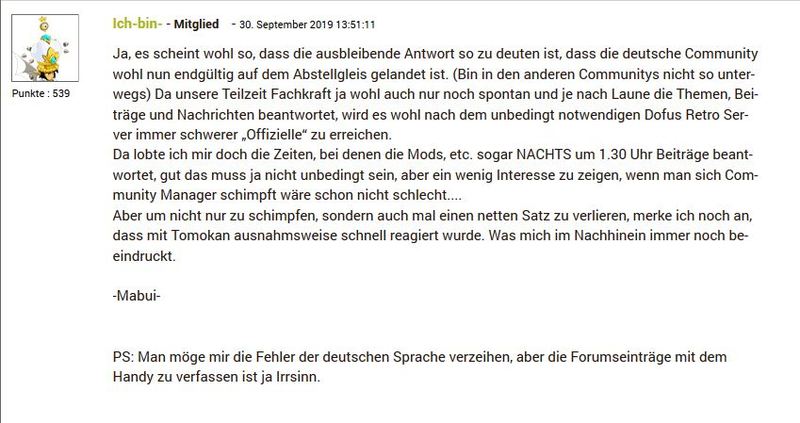 Ich-bin- - Mitglied - 30. September 2019 13:51:11
Punkte : 539
Ja, es scheint wohl so, dass die ausbleibende Antwort so zu deuten ist, dass die deutsche Community
wohl nun endgültig auf dem Abstellgleis gelandet ist. (Bin in den anderen Communitys nicht so unter-
wegs) Da unsere Teilzeit Fachkraft ja wohl auch nur noch spontan und je nach Laune die Themen, Bei-
träge und Nachrichten beantwortet, wird es wohl nach dem unbedingt notwendigen Dofus Retro Ser-
ver immer schwerer „Offizielle“ zu erreichen.
Da lobte ich mir doch die Zeiten, bei denen die Mods, etc. sogar NACHTS um 1.30 Uhr Beiträge beant-
wortet, gut das muss ja nicht unbedingt sein, aber ein wenig Interesse zu zeigen, wenn man sich Com-
munity Manager schimpft wäre schon nicht schlecht....
Aber um nicht nur zu schimpfen, sondern auch mal einen netten Satz zu verlieren, merke ich noch an,
dass mit Tomokan ausnahmsweise schnell reagiert wurde. Was mich im Nachhinein immer noch be-
eindruckt.
-Mabui-
PS: Man möge mir die Fehler der deutschen Sprache verzeihen, aber die Forumseinträge mit dem
Handy zu verfassen ist ja Irrsinn.